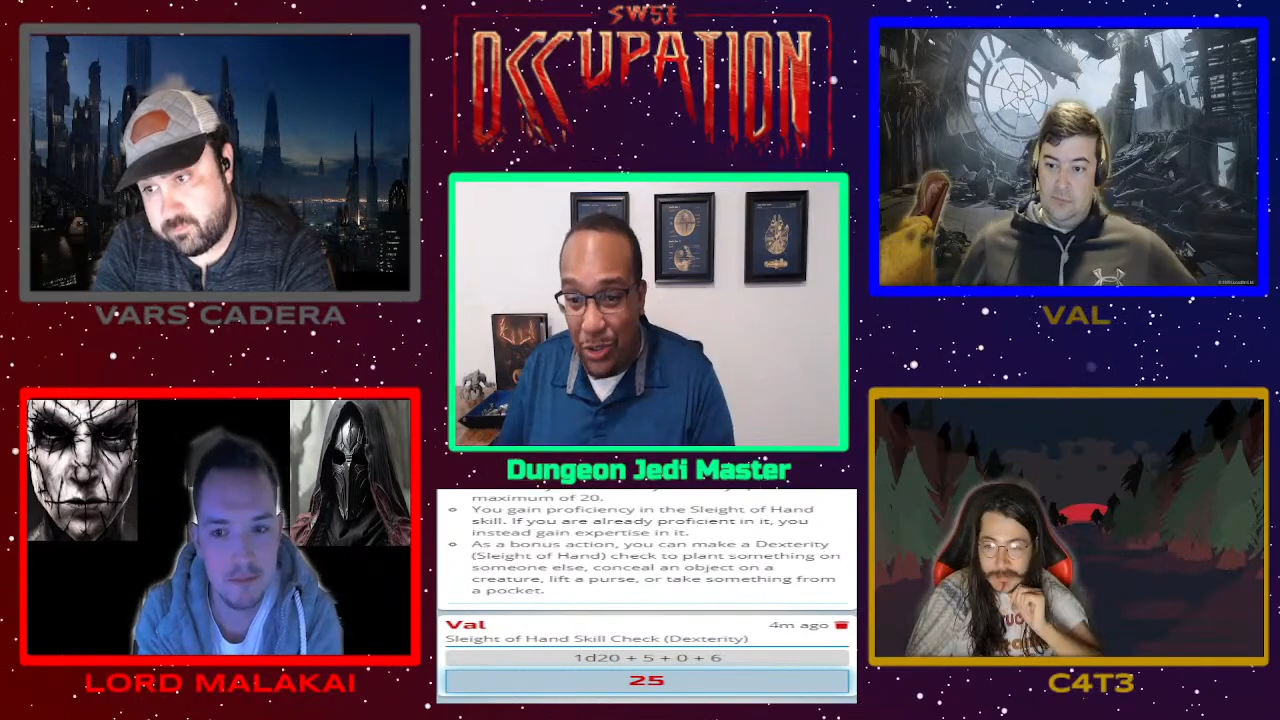 SW5E
OCCUPATION
VARS CADERA
VAL
Dungeon Jedi Master
maximum of 20.
You gain proficiency in the Sleight of Hand
skill. If you are already proficient in it, you
instead gain expertise in it.
As a bonus action, you can make a Dexterity
(Sleight of Hand) check to plant something on
someone else, conceal an object on a
creature, lift a purse, or take something from
a pocket.
Val
4m ago
Sleight of Hand Skill Check (Dexterity)
1d20 + 5 + 0 + 6
25
LORD MALAKAI
C4T3